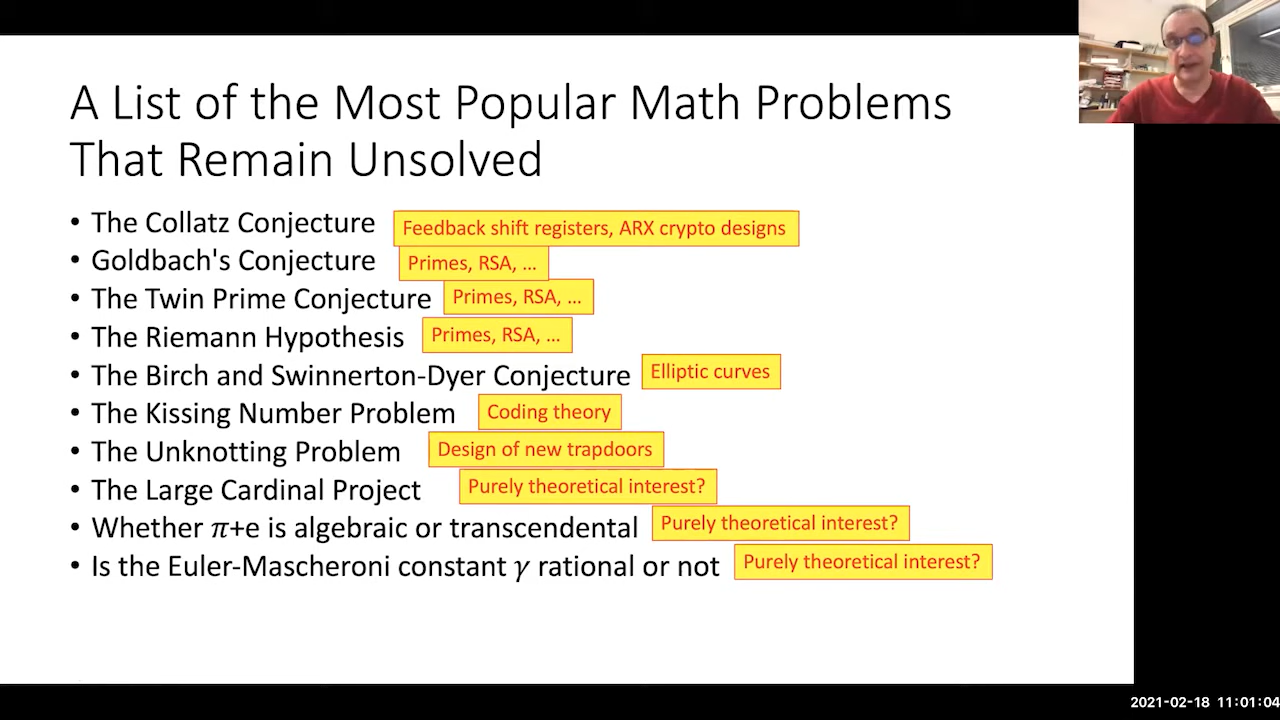 A List of the Most Popular Math Problems
That Remain Unsolved
• The Collatz Conjecture Feedback shift registers, ARX crypto designs
• Goldbach's Conjecture Primes, RSA, ...
• The Twin Prime Conjecture Primes, RSA, ...
• The Riemann Hypothesis Primes, RSA, ...
• The Birch and Swinnerton-Dyer Conjecture Elliptic curves
• The Kissing Number Problem Coding theory
• The Unknotting Problem Design of new trapdoors
• The Large Cardinal Project Purely theoretical interest?
• Whether 𝜋+e is algebraic or transcendental Purely theoretical interest?
• Is the Euler-Mascheroni constant 𝛾 rational or not Purely theoretical interest?
2021-02-18 11:01:04